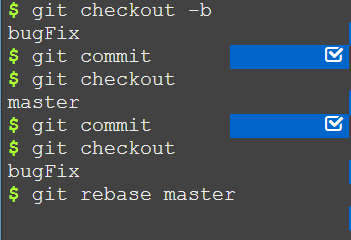 $ git checkout -b
bugFix
$ git commit
$ git checkout
master
$ git commit
$ git checkout
bugFix
$ git rebase master